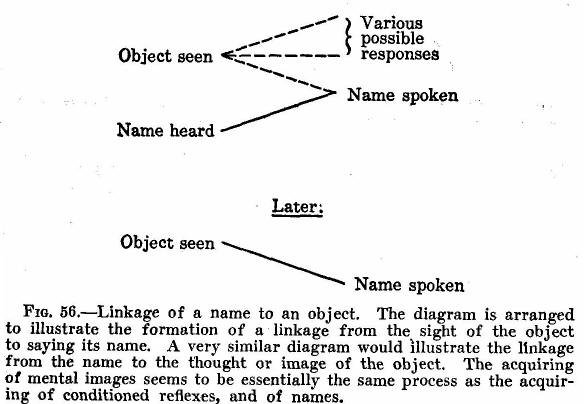 Various
possible
responses
Object seen
Name spoken
Name heard
Later:
Object seen
Name spoken
FIG. 56.—Linkage of a name to an object. The diagram is arranged
to illustrate the formation of a linkage from the sight of the object
to saying its name. A very similar diagram would illustrate the linkage
from the name to the thought or image of the object. The acquiring
of mental images seems to be essentially the same process as the acquir-
ing of conditioned reflexes, and of names.